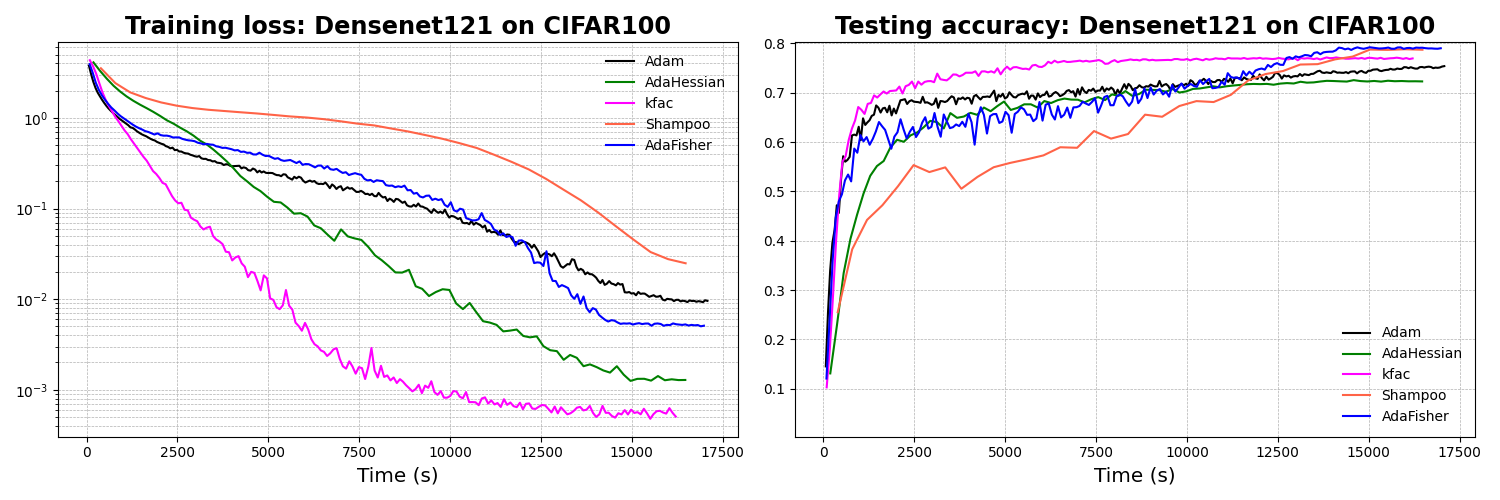 Training loss: Densenet121 on CIFAR100
10⁰
10⁻¹
10⁻²
10⁻³
Adam
AdaHessian
kfac
Shampoo
AdaFisher
0 2500 5000 7500 10000 12500 15000 17500
Time (s)
Testing accuracy: Densenet121 on CIFAR100
0.8
0.7
0.6
0.5
0.4
0.3
0.2
0.1
Adam
AdaHessian
kfac
Shampoo
AdaFisher
0 2500 5000 7500 10000 12500 15000 17500
Time (s)